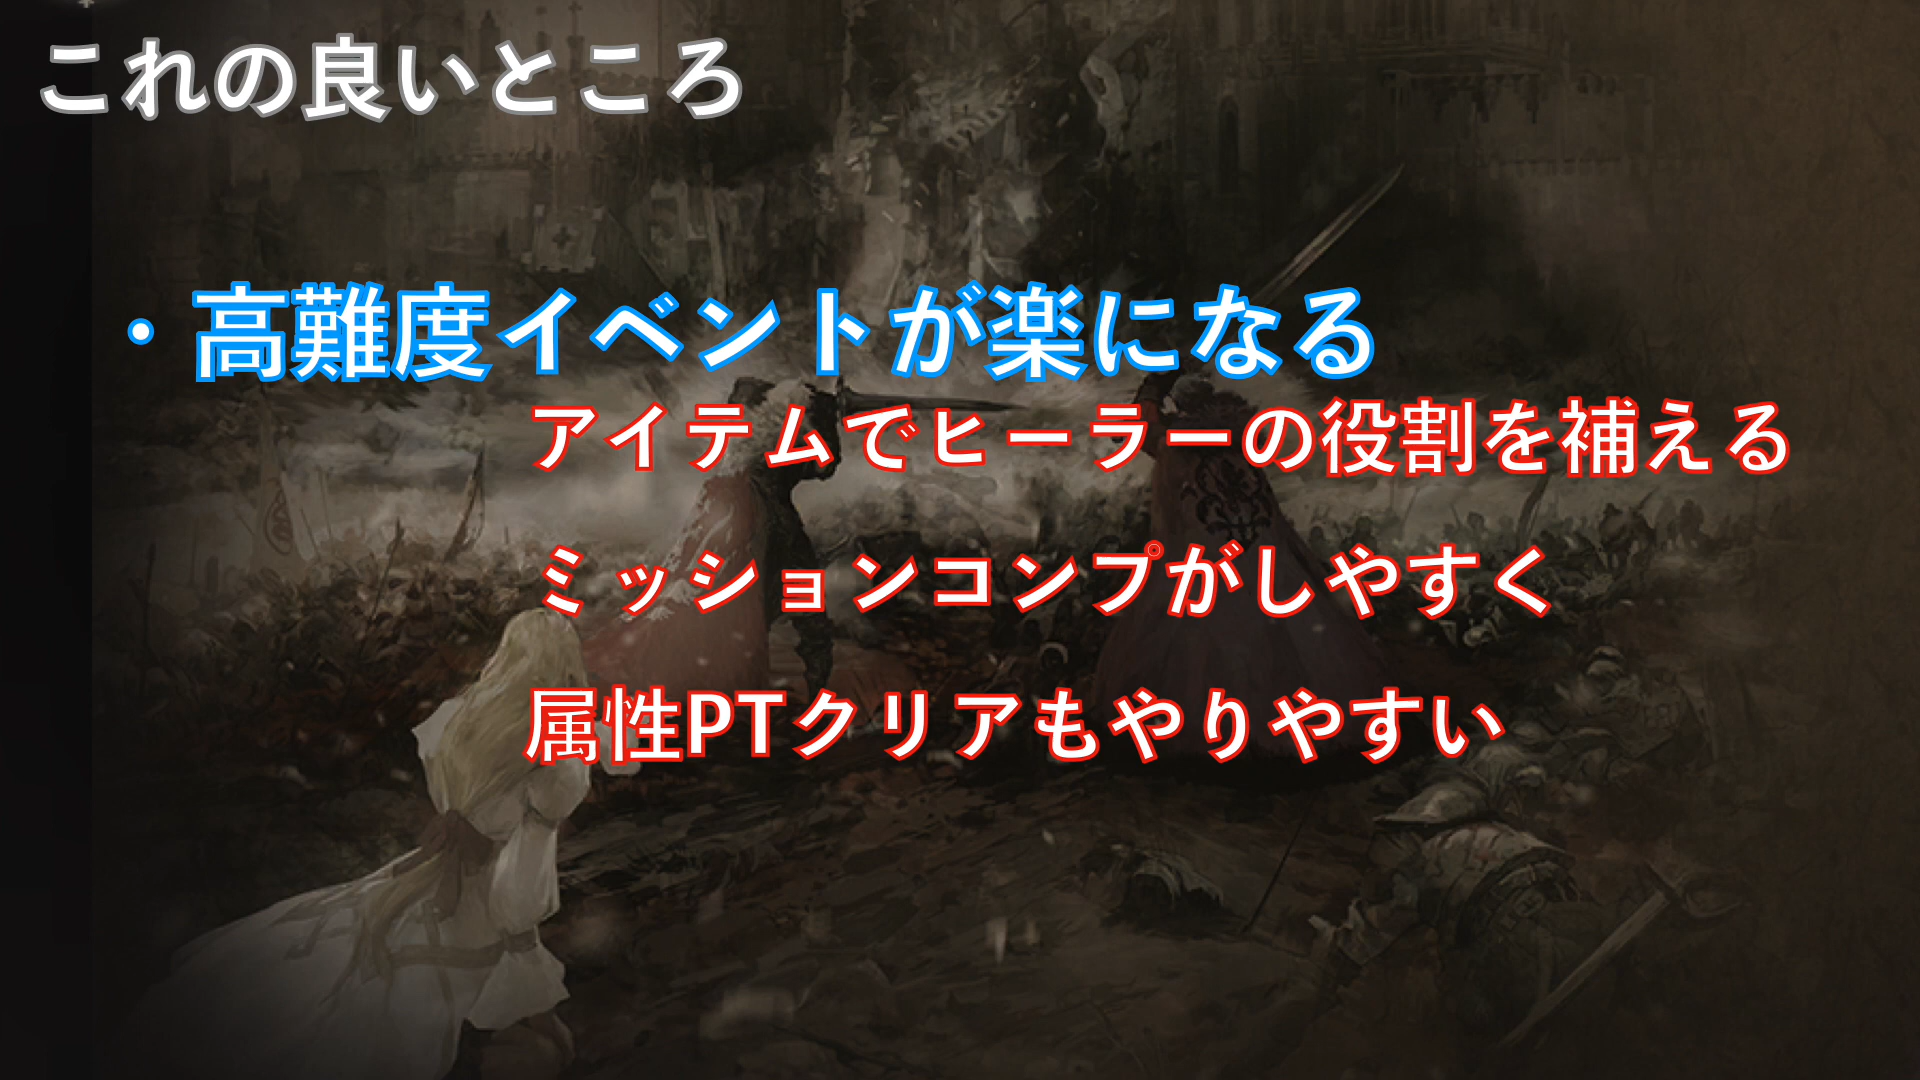 これの良いところ
・高難度イベントが楽になる
アイテムでヒーラーの役割を補える
ミッションコンプがしやすく
属性PTクリアもやりやすい